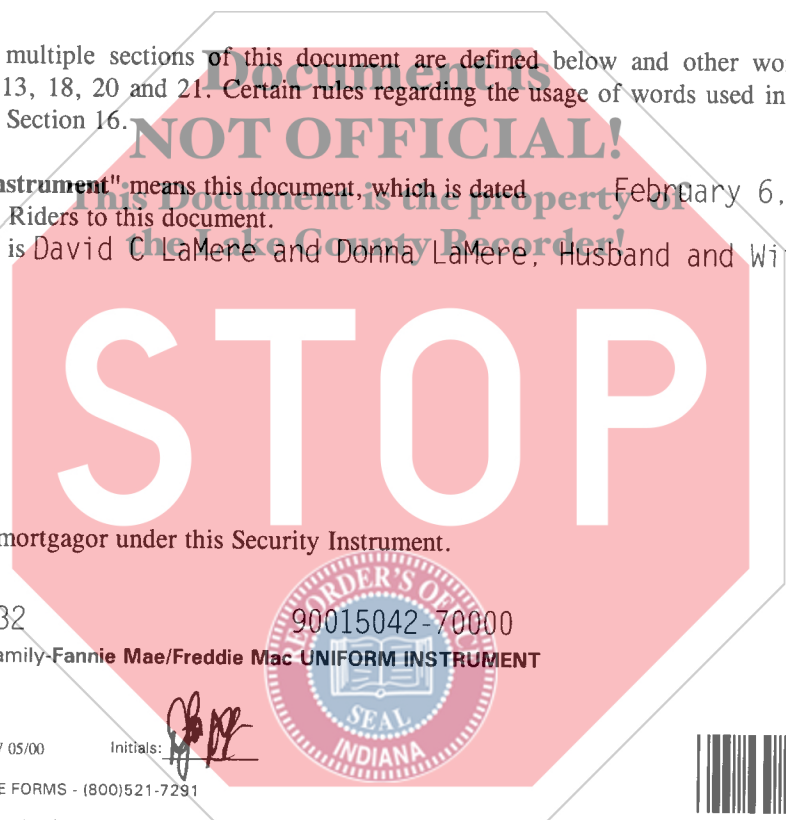 multiple sections of this document are defined below and other wo
Document is
13, 18, 20 and 21. Certain rules regarding the usage of words used in
Section 16.
NOT OFFICIAL!
nstrument" means this document, which is dated February 6,
This Document is the property of
Riders to this document.
the Lake County Recorder!
is David C LaMere and Donna LaMere, Husband and Wi
STOP
mortgagor under this Security Instrument.
RECORDER'S OFFICE
32 90015042-70000
amily-Fannie Mae/Freddie Mac UNIFORM INSTRUMENT
SEAL
INDIANA
05/00 Initials:
E FORMS - (800)521-7291